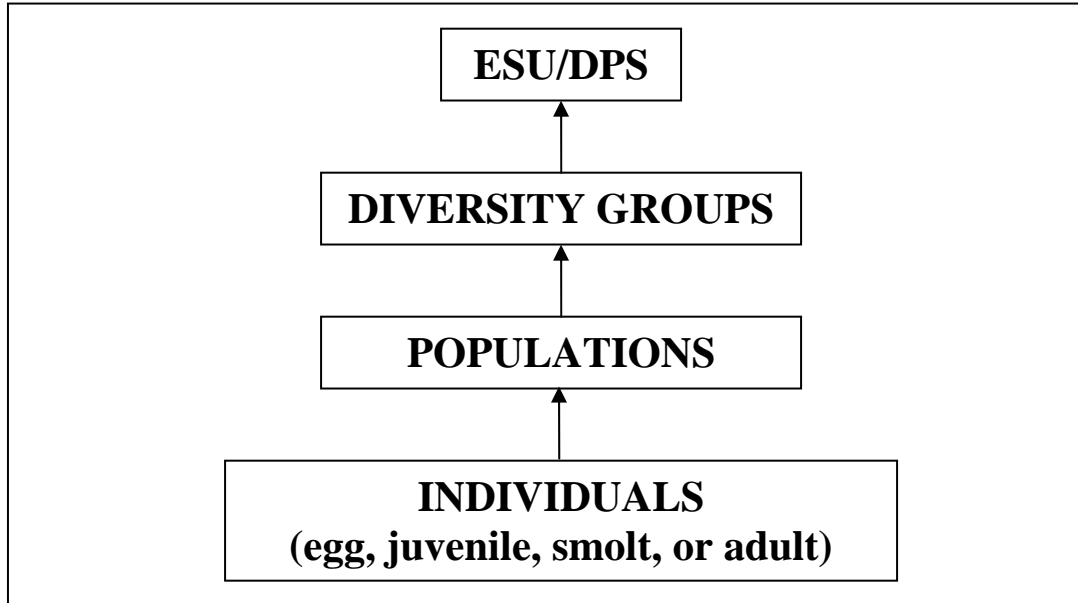 ESU/DPS
DIVERSITY GROUPS
POPULATIONS
INDIVIDUALS
(egg, juvenile, smolt, or adult)